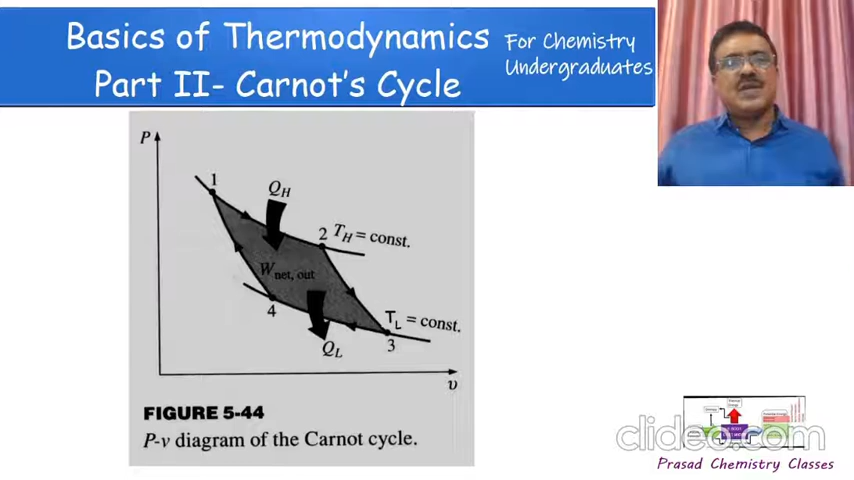 Basics of Thermodynamics
Part II- Carnot's Cycle
For Chemistry
Undergraduates
P
1
Q_H
2 T_H = const.
W_net, out
4
T_L = const.
3
Q_L
υ
FIGURE 5-44
P-v diagram of the Carnot cycle.
clideo.com
Prasad Chemistry Classes